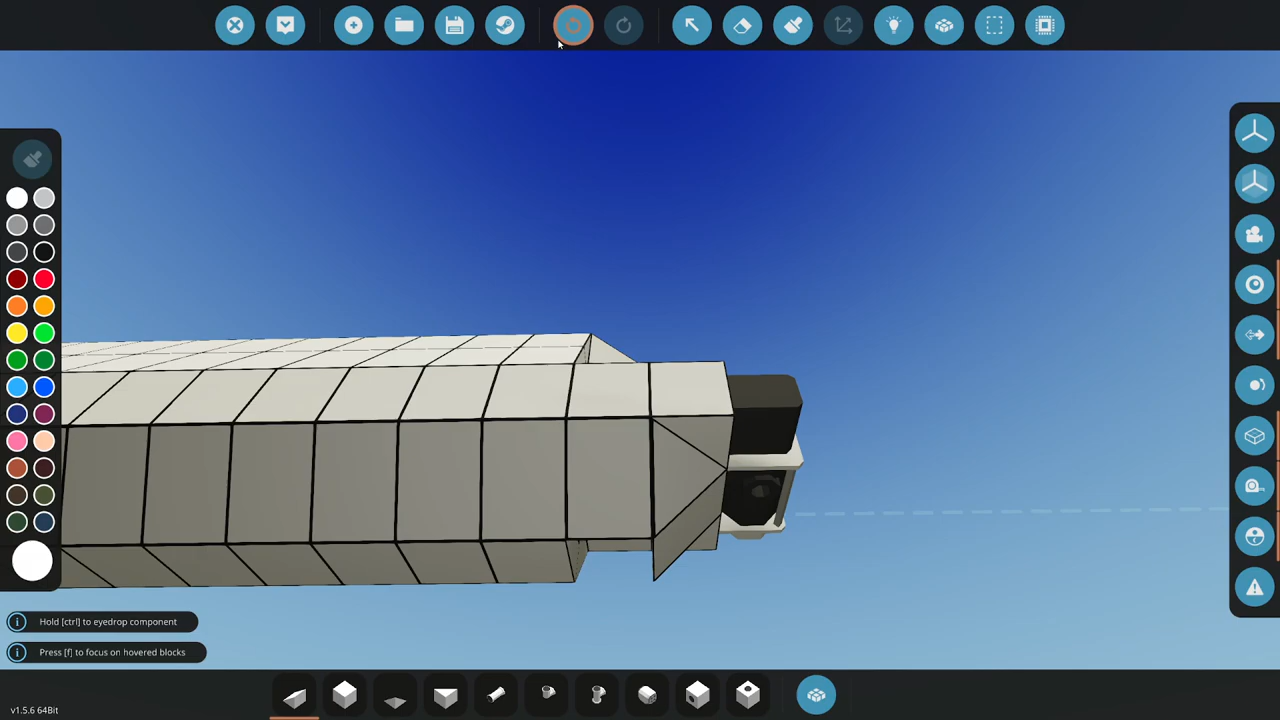 Hold [ctrl] to eyedrop component
Press [f] to focus on hovered blocks
v1.5.6 64Bit